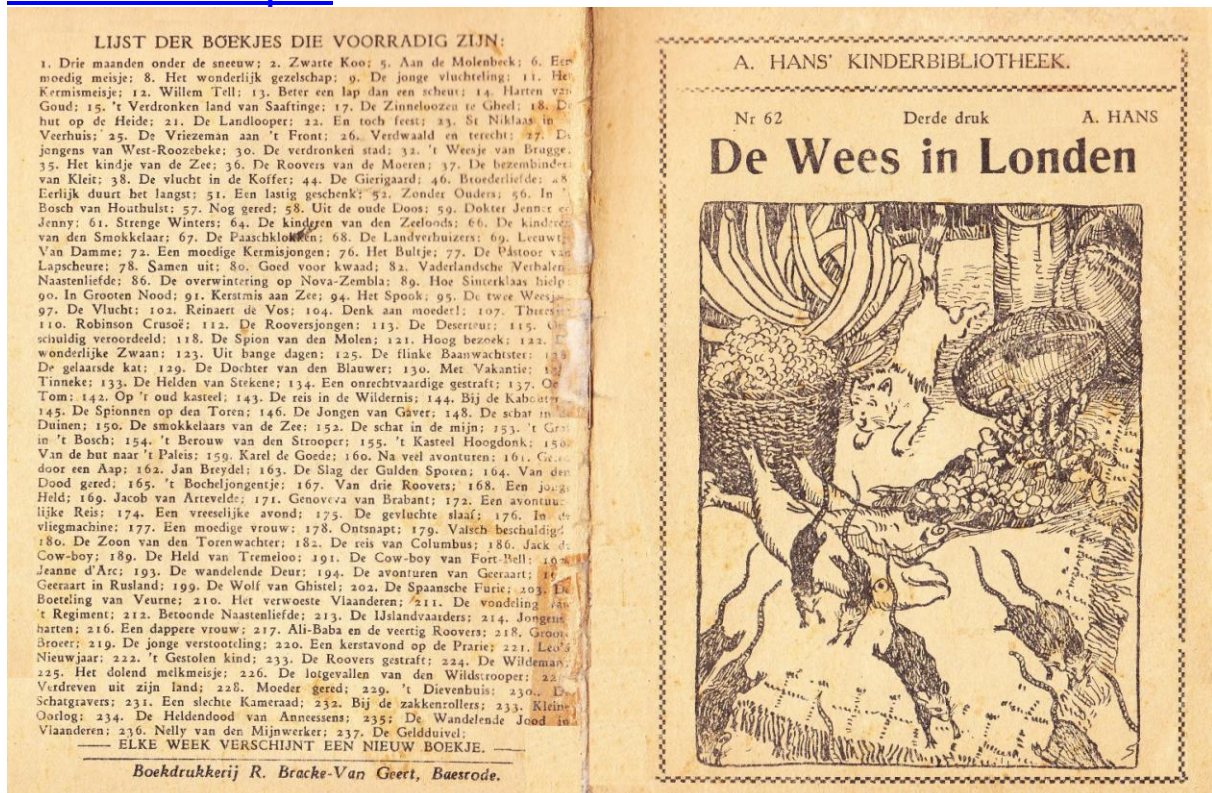 LIJST DER BOEKJES DIE VOORRADIG ZIJN:
1. Drie maanden onder de sneeuw; 2. Zwarte Koo; 5. Aan de Molenbeek; 6. Een
moedig meisje; 8. Het wonderlijk gezelschap; 9. De jonge vluchteling; 11. Het
Kermismeisje; 12. Willem Tell; 13. Beter een lap dan een scheur; 14. Harten van
Goud; 15. 't Verdronken land van Saaftinge; 17. De Zinneloozen te Gheel; 18. De
hut op de Heide; 21. De Landlooper; 22. En toch feest; 23. St Niklaas in
Veerhuis; 25. De Vriezeman aan 't Front; 26. Verdwaald en terecht; 27. De
jongens van West-Roozebeke; 30. De verdronken stad; 32. 't Weesje van Brugge.
35. Het kindje van de Zee; 36. De Roovers van de Moeren; 37. De bezembinders
van Kleit; 38. De vlucht in de Koffer; 44. De Gierigaard; 46. Broederliefde; 48
Eerlijk duurt het langst; 51. Een lastig geschenk; 52. Zonder Ouders; 56. In
Bosch van Houthulst; 57. Nog gered; 58. Uit de oude Doos; 59. Dokter Jenner en
Jenny; 61. Strenge Winters; 64. De kinderen van den Zeeloods; 66. De kinderen
van den Smokkelaar; 67. De Paaschklokken; 68. De Landverhuizers; 69. Leeuwtje
Van Damme; 72. Een moedige Kermisjongen; 76. Het Bultje; 77. De Pastoor van
Lapscheure; 78. Samen uit; 80. Goed voor kwaad; 82. Vaderlandsche Verhalen
Naastenliefde; 86. De overwintering op Nova-Zembla; 89. Hoe Sinterklaas hielp
90. In Grooten Nood; 91. Kerstmis aan Zee; 94. Het Spook; 95. De twee Weesjes
97. De Vlucht; 102. Reinaert de Vos; 104. Denk aan moeder!; 107.
110. Robinson Crusoë; 112. De Rooversjongen; 113. De Deserteur; 115.
schuldig veroordeeld; 118. De Spion van den Molen; 121. Hoog bezoek; 122.
wonderlijke Zwaan; 123. Uit bange dagen; 125. De flinke Baanwachtster;
De gelaarsde kat; 129. De Dochter van den Blauwer; 130. Met Vakantie;
Tinneke; 133. De Helden van Stekene; 134. Een onrechtvaardige gestraft; 137.
Tom; 142. Op 't oud kasteel; 143. De reis in de Wildernis; 144. Bij de
145. De Spionnen op den Toren; 146. De Jongen van Gaver; 148. De schat in
Duinen; 150. De smokkelaars van de Zee; 152. De schat in de mijn; 153. 't
in 't Bosch; 154. 't Berouw van den Strooper; 155. 't Kasteel Hoogdonk;
Van de hut naar 't Paleis; 159. Karel de Goede; 160. Na veel avonturen; 161.
door een Aap; 162. Jan Breydel; 163. De Slag der Gulden Sporen; 164. Van den
Dood gered; 165. 't Bocheljongentje; 167. Van drie Roovers; 168. Een jonge
Held; 169. Jacob van Artevelde; 171. Genoveva van Brabant; 172. Een avontuur-
lijke Reis; 174. Een vreeselijke avond; 175. De gevluchte slaaf; 176. In de
vliegmachine; 177. Een moedige vrouw; 178. Ontsnapt; 179. Valsch beschuldigd
180. De Zoon van den Torenwachter; 182. De reis van Columbus; 186. Jack de
Cow-boy; 189. De Held van Tremeloo; 191. De Cow-boy van Fort-Bell;
Jeanne d'Arc; 193. De wandelende Deur; 194. De avonturen van Geeraart;
Geeraart in Rusland; 199. De Wolf van Ghistel; 202. De Spaansche Furie; 203. De
Boeteling van Veurne; 210. Het verwoeste Vlaanderen; 211. De vondeling van
't Regiment; 212. Betoonde Naastenliefde; 213. De IJslandvaarders; 214. Jongens-
harten; 216. Een dappere vrouw; 217. Ali-Baba en de veertig Roovers; 218. Groote
Broer; 219. De jonge verstooteling; 220. Een kerstavond op de Prarie; 221. Leo's
Nieuwjaar; 222. 't Gestolen kind; 233. De Roovers gestraft; 224. De Wildeman;
225. Het dolend melkmeisje; 226. De lotgevallen van den Wildstrooper;
Verdreven uit zijn land; 228. Moeder gered; 229. 't Dievenhuis; 230. De
Schatgravers; 231. Een slechte Kameraad; 232. Bij de zakkenrollers; 233. Kleine
Oorlog; 234. De Heldendood van Anneessens; 235; De Wandelende Jood in
Vlaanderen; 236. Nelly van den Mijnwerker; 237. De Geldduivel;
ELKE WEEK VERSCHIJNT EEN NIEUW BOEKJE.
Boekdrukkerij R. Bracke-Van Geert, Baesrode.
A. HANS' KINDERBIBLIOTHEEK.
Nr 62 Derde druk A. HANS
De Wees in Londen